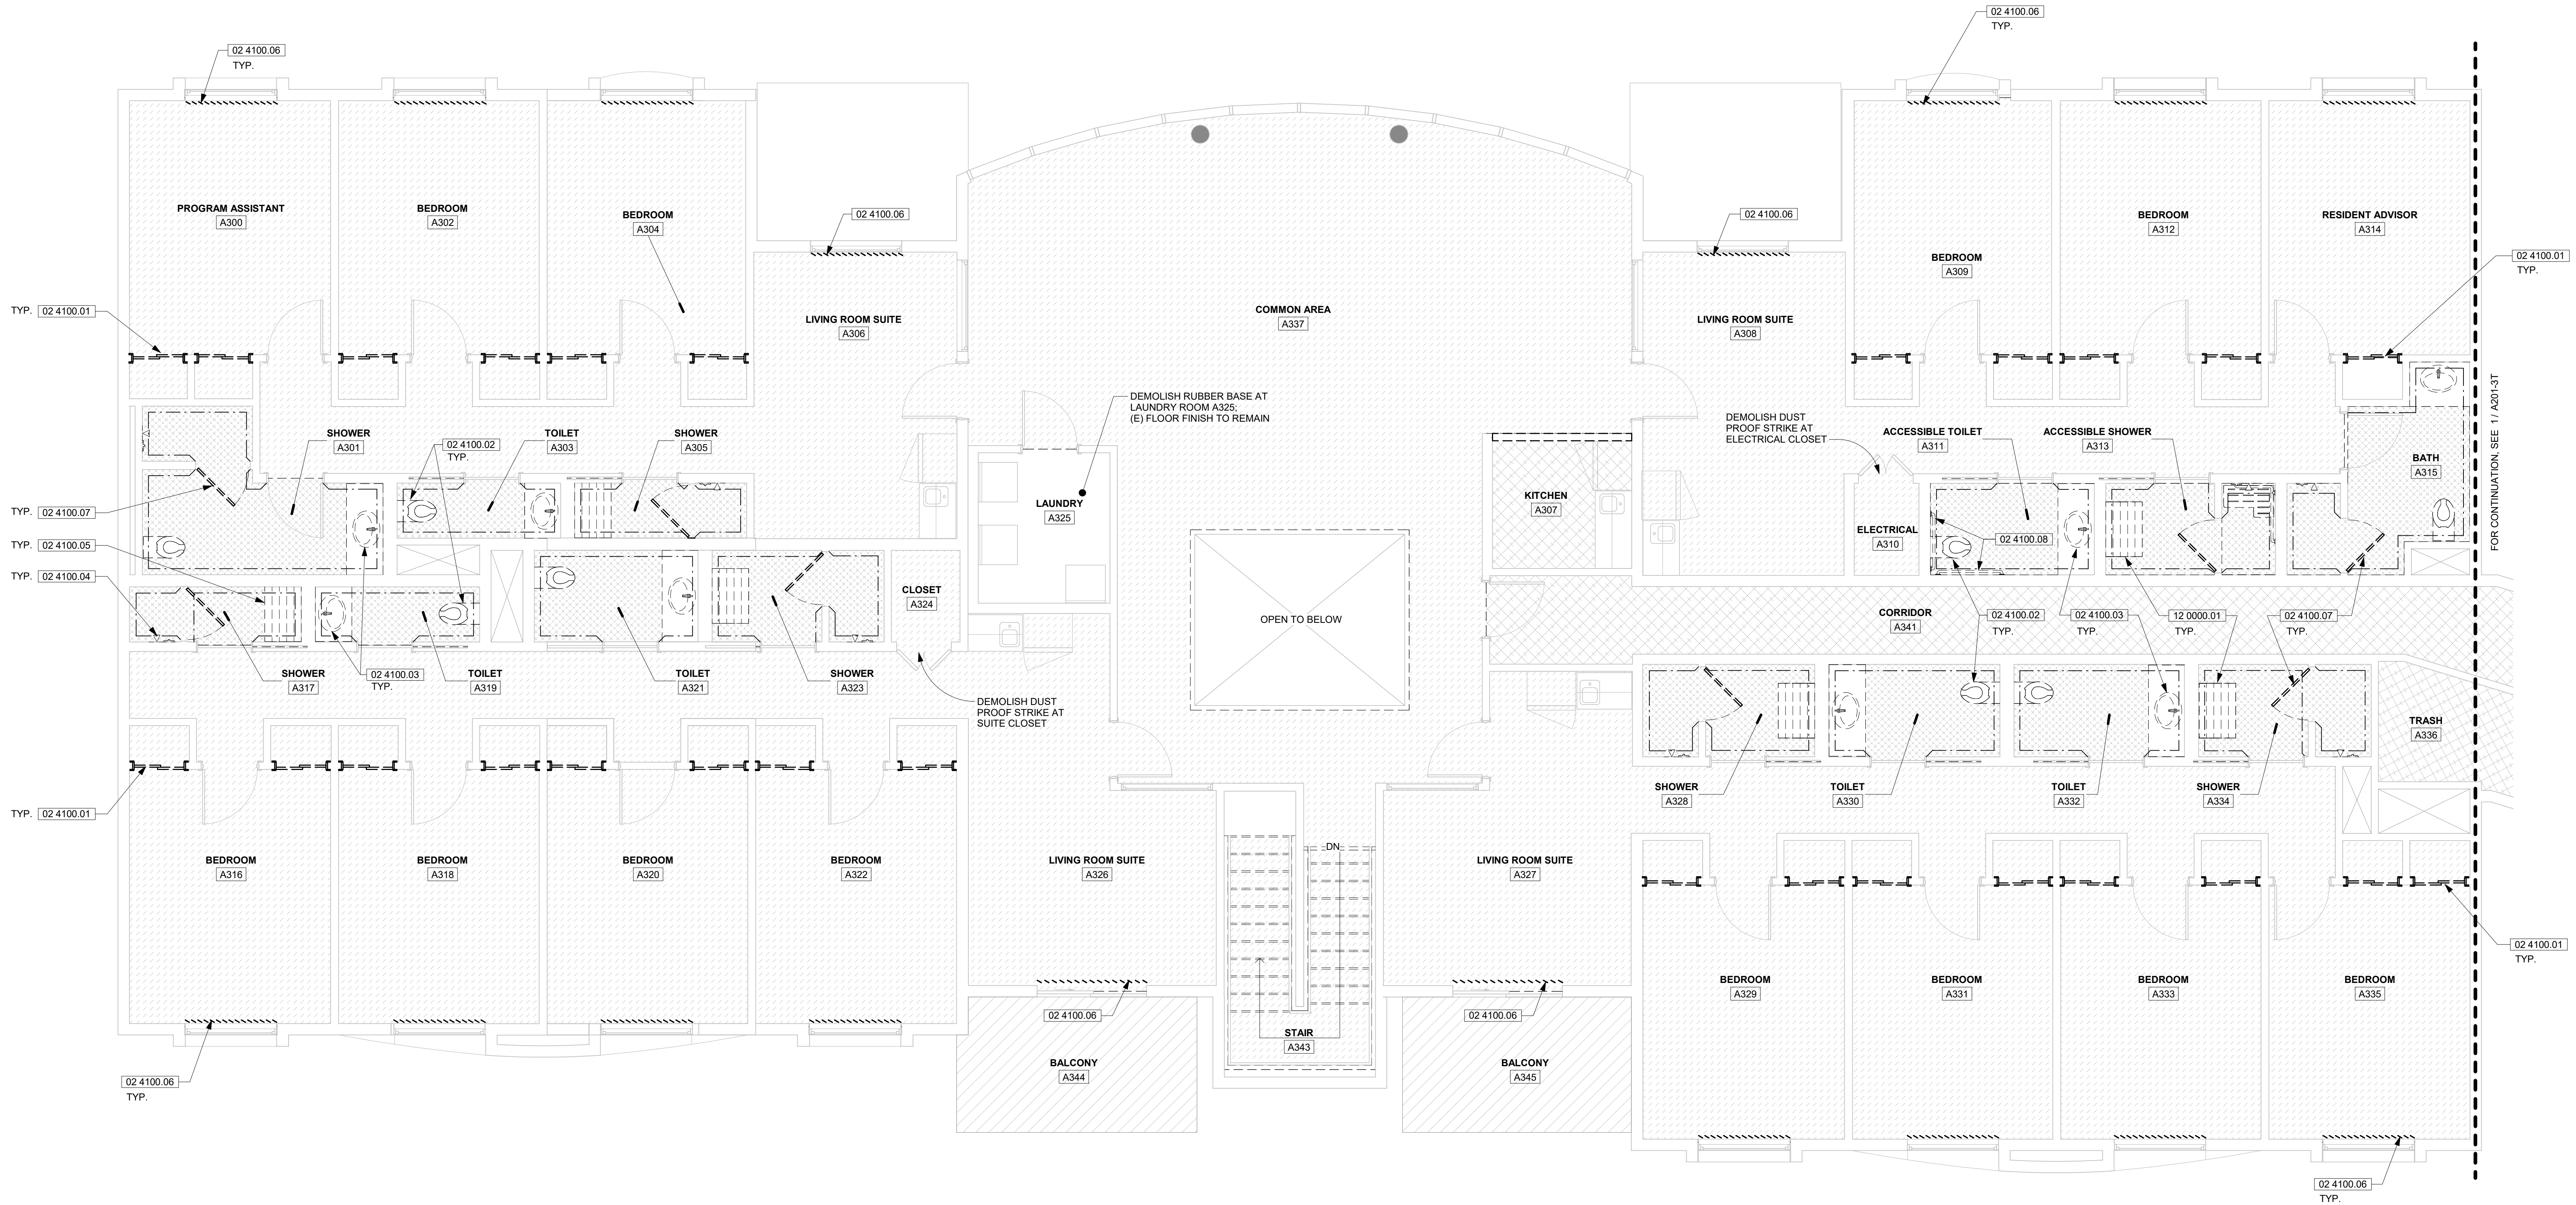 02 4100.06
TYP.
02 4100.06
TYP.
PROGRAM ASSISTANT
A300
BEDROOM
A302
BEDROOM
A304
02 4100.06
02 4100.06
BEDROOM
A312
RESIDENT ADVISOR
A314
BEDROOM
A309
02 4100.01
TYP.
TYP. 02 4100.01
LIVING ROOM SUITE
A306
COMMON AREA
A337
LIVING ROOM SUITE
A308
DEMOLISH RUBBER BASE AT
LAUNDRY ROOM A325;
(E) FLOOR FINISH TO REMAIN
DEMOLISH DUST
PROOF STRIKE AT
ELECTRICAL CLOSET
FOR CONTINUATION, SEE 1 / A201-3T
SHOWER
A301
02 4100.02
TYP.
TOILET
A303
SHOWER
A305
ACCESSIBLE TOILET
A311
ACCESSIBLE SHOWER
A313
BATH
A315
TYP. 02 4100.07
TYP. 02 4100.05
TYP. 02 4100.04
LAUNDRY
A325
KITCHEN
A307
ELECTRICAL
A310
02 4100.08
CLOSET
A324
OPEN TO BELOW
CORRIDOR
A341
02 4100.02
TYP.
02 4100.03
TYP.
12 0000.01
TYP.
02 4100.07
TYP.
SHOWER
A317
02 4100.03
TYP.
TOILET
A319
TOILET
A321
SHOWER
A323
DEMOLISH DUST
PROOF STRIKE AT
SUITE CLOSET
TRASH
A336
SHOWER
A328
TOILET
A330
TOILET
A332
SHOWER
A334
TYP. 02 4100.01
BEDROOM
A316
BEDROOM
A318
BEDROOM
A320
BEDROOM
A322
LIVING ROOM SUITE
A326
DN
LIVING ROOM SUITE
A327
02 4100.01
TYP.
BEDROOM
A329
BEDROOM
A331
BEDROOM
A333
BEDROOM
A335
02 4100.06
02 4100.06
STAIR
A343
BALCONY
A344
BALCONY
A345
02 4100.06
TYP.
02 4100.06
TYP.